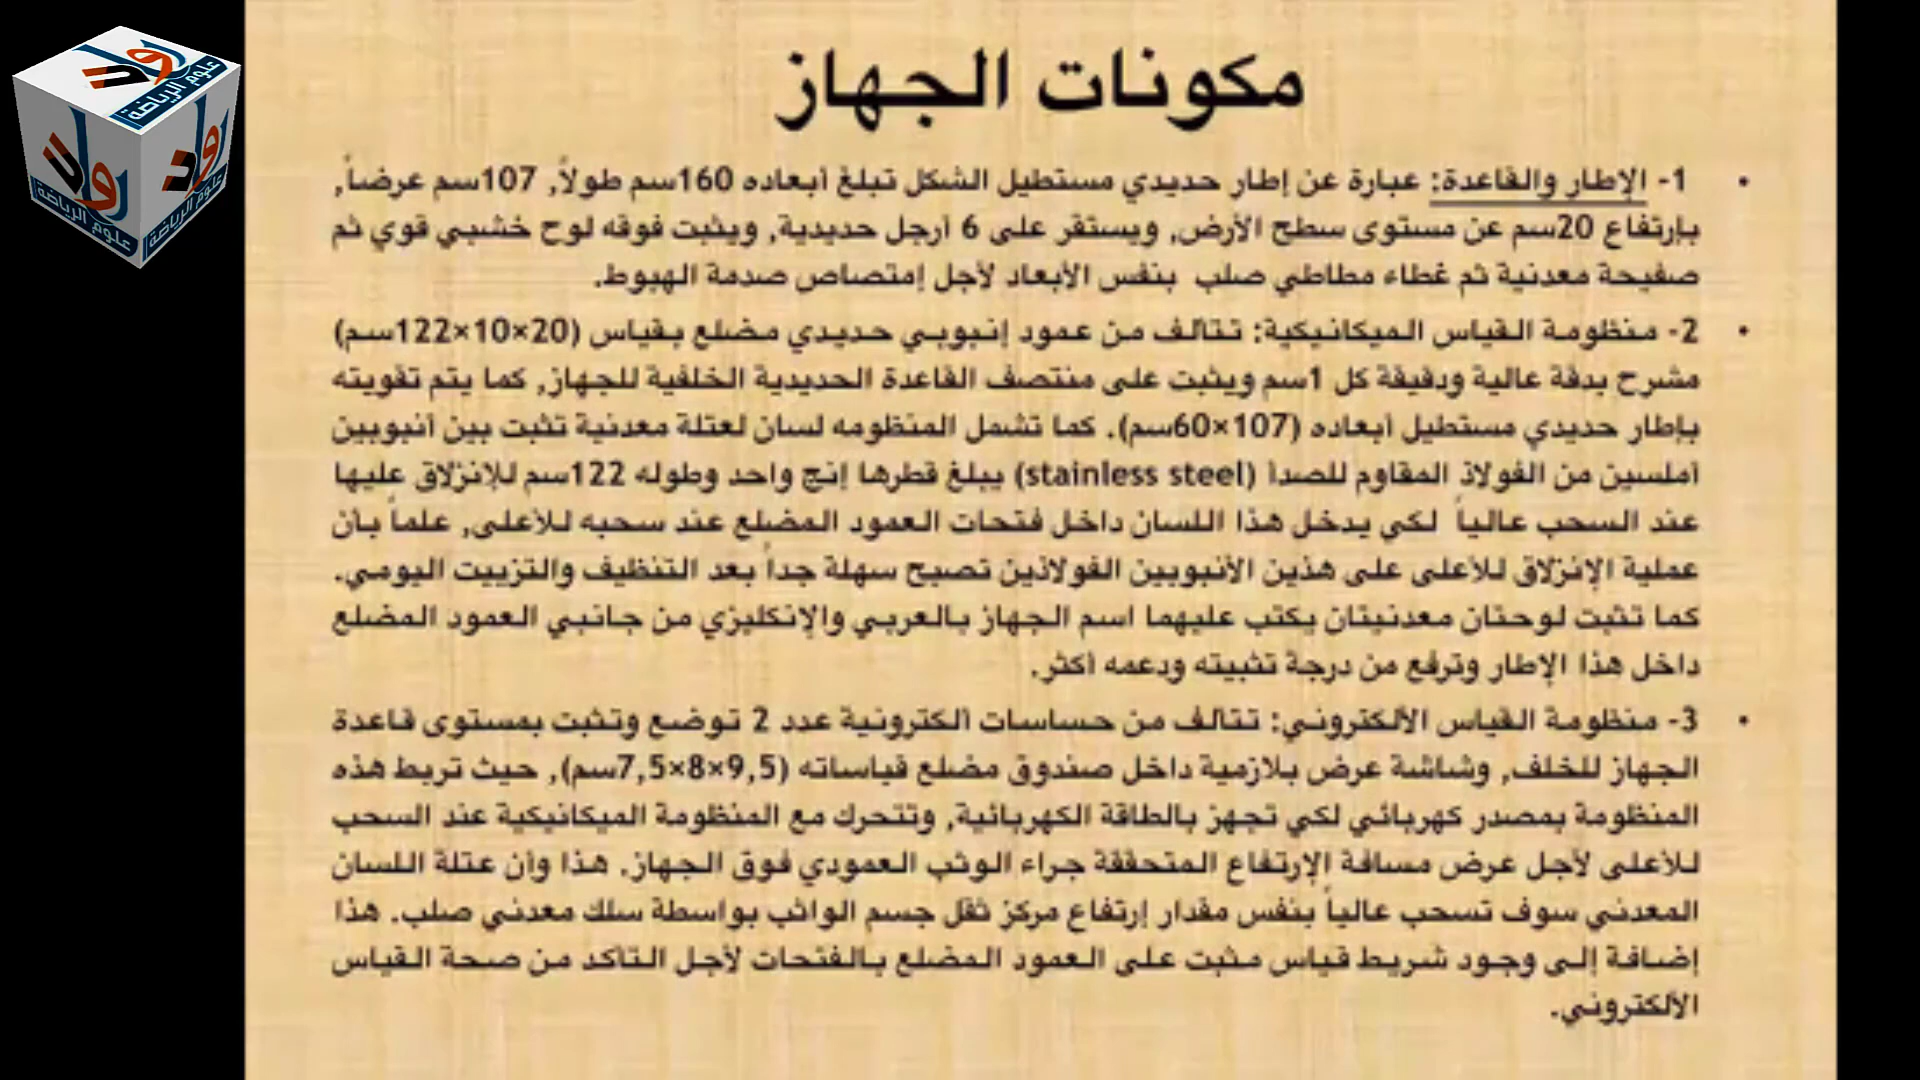 رواد
علوم الرياضة
رواد
علوم الرياضة
رواد
علوم الرياضة
مكونات الجهاز
• 1- الإطار والقاعدة: عبارة عن إطار حديدي مستطيل الشكل تبلغ أبعاده 160سم طولاً, 107سم عرضاً,
بإرتفاع 20سم عن مستوى سطح الأرض, ويستقر على 6 أرجل حديدية, ويثبت فوقه لوح خشبي قوي ثم
صفيحة معدنية ثم غطاء مطاطي صلب بنفس الأبعاد لأجل إمتصاص صدمة الهبوط.
• 2- منظومة القياس الميكانيكية: تتألف من عمود إنبوبي حديدي مضلع بقياس (20×10×122سم)
مشرح بدقة عالية ودقيقة كل 1سم ويثبت على منتصف القاعدة الحديدية الخلفية للجهاز, كما يتم تقويته
بإطار حديدي مستطيل أبعاده (107×60سم). كما تشمل المنظومه لسان لعتلة معدنية تثبت بين أنبوبين
أملسين من الفولاذ المقاوم للصدأ (stainless steel) يبلغ قطرها إنج واحد وطوله 122سم للإنزلاق عليها
عند السحب عالياً لكي يدخل هذا اللسان داخل فتحات العمود المضلع عند سحبه للأعلى, علماً بأن
عملية الإنزلاق للأعلى على هذين الأنبوبين الفولاذين تصبح سهلة جداً بعد التنظيف والتزييت اليومي.
كما تثبت لوحتان معدنيتان يكتب عليهما اسم الجهاز بالعربي والإنكليزي من جانبي العمود المضلع
داخل هذا الإطار وترفع من درجة تثبيته ودعمه أكثر.
• 3- منظومة القياس الألكتروني: تتألف من حساسات ألكترونية عدد 2 توضع وتثبت بمستوى قاعدة
الجهاز للخلف, وشاشة عرض بلازمية داخل صندوق مضلع قياساته (9,5×8×7,5سم), حيث تربط هذه
المنظومة بمصدر كهربائي لكي تجهز بالطاقة الكهربائية, وتتحرك مع المنظومة الميكانيكية عند السحب
للأعلى لأجل عرض مسافة الإرتفاع المتحققة جراء الوثب العمودي فوق الجهاز. هذا وأن عتلة اللسان
المعدني سوف تسحب عالياً بنفس مقدار إرتفاع مركز ثقل جسم الواثب بواسطة سلك معدني صلب. هذا
إضافة إلى وجود شريط قياس مثبت على العمود المضلع بالفتحات لأجل التأكد من صحة القياس
الألكتروني.